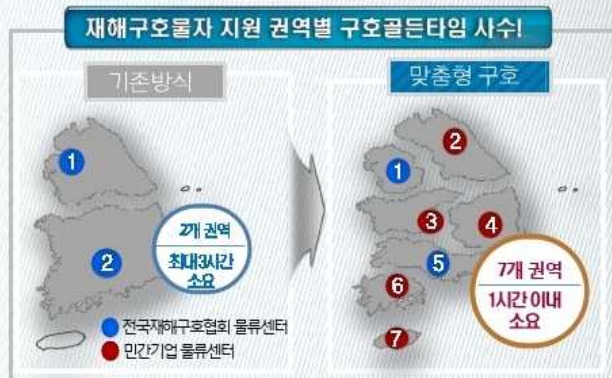 재해구호물자 지원 권역별 구호골든타임 사수!
기존방식
맞춤형 구호
1
2
2개 권역
최대3시간
소요
전국재해구호협회 물류센터
민간기업 물류센터
2
1
3
4
5
6
7
7개 권역
1시간 이내
소요